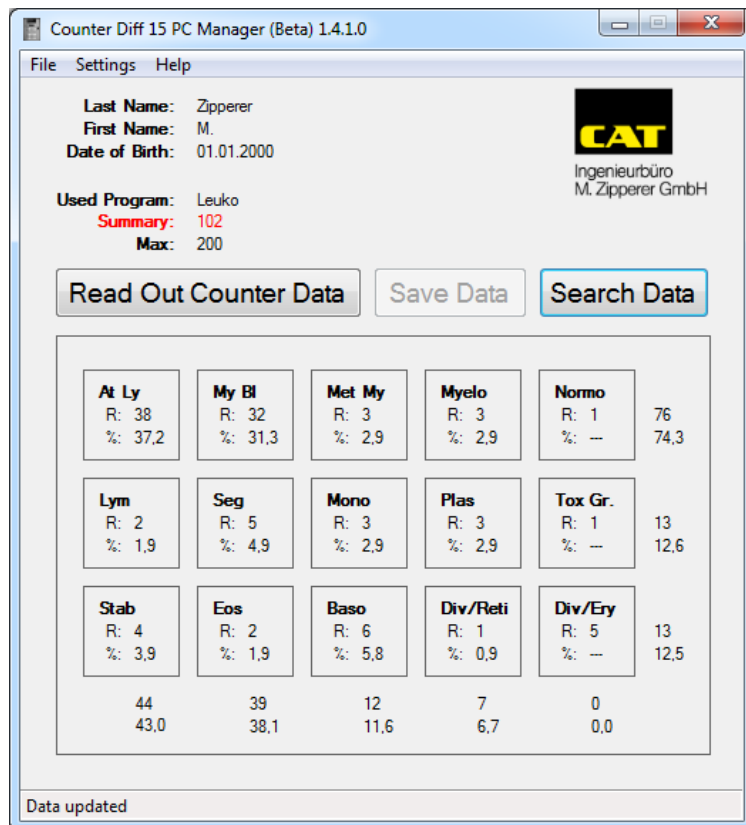 Counter Diff 15 PC Manager (Beta) 1.4.1.0
File Settings Help
Last Name: Zipperer
First Name: M.
Date of Birth: 01.01.2000
CAT
Ingenieurbüro
M. Zipperer GmbH
Used Program: Leuko
Summary: 102
Max: 200
Read Out Counter Data Save Data Search Data
At Ly My Bl Met My Myelo Normo
R: 38 R: 32 R: 3 R: 3 R: 1 76
%: 37,2 %: 31,3 %: 2,9 %: 2,9 %: --- 74,3
Lym Seg Mono Plas Tox Gr.
R: 2 R: 5 R: 3 R: 3 R: 1 13
%: 1,9 %: 4,9 %: 2,9 %: 2,9 %: --- 12,6
Stab Eos Baso Div/Reti Div/Ery
R: 4 R: 2 R: 6 R: 1 R: 5 13
%: 3,9 %: 1,9 %: 5,8 %: 0,9 %: --- 12,5
44 39 12 7 0
43,0 38,1 11,6 6,7 0,0
Data updated